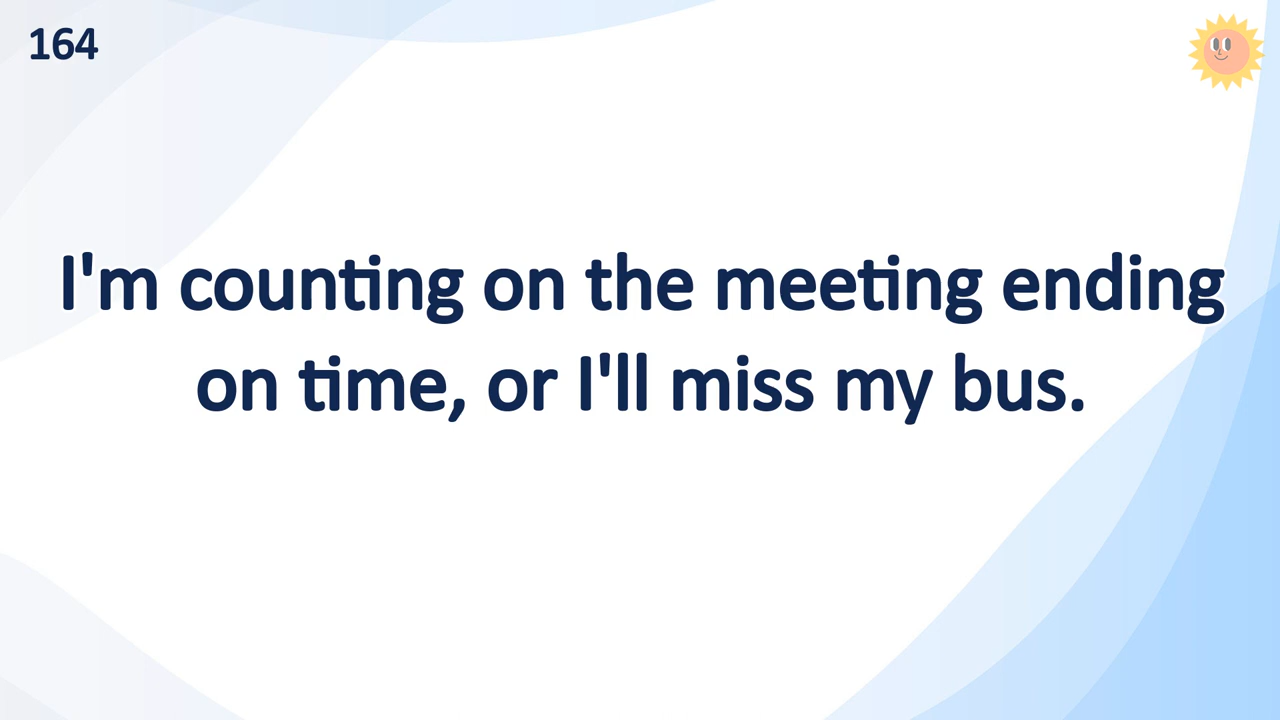 164
I'm counting on the meeting ending
on time, or I'll miss my bus.